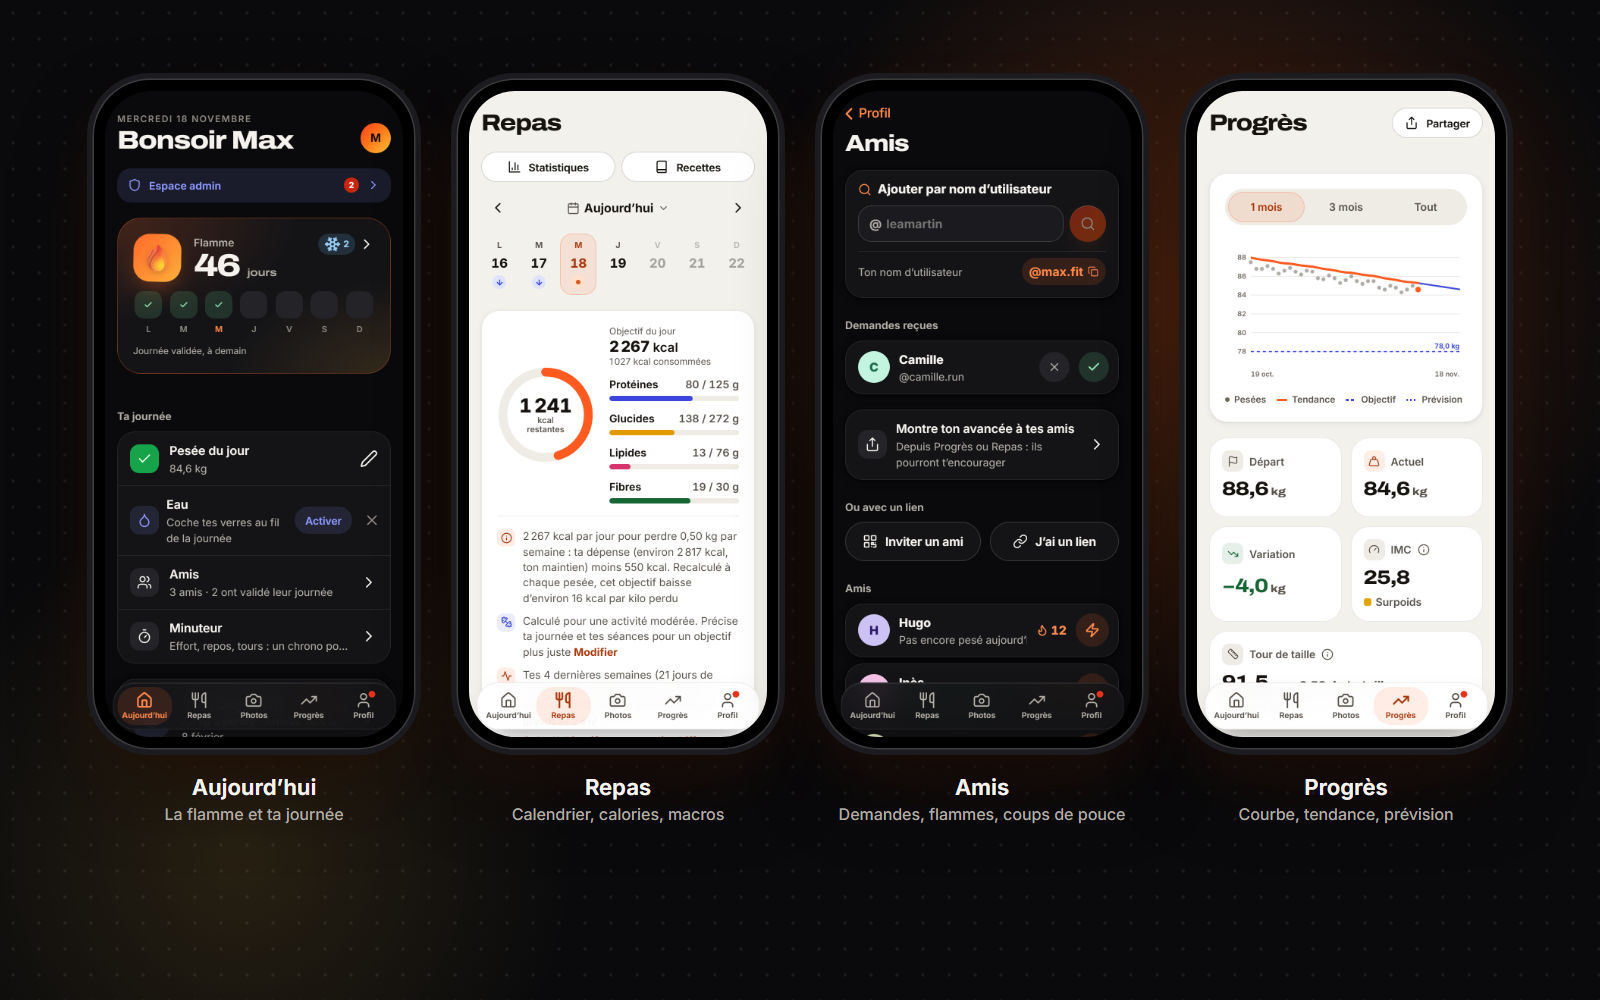 MERCREDI 18 NOVEMBRE
Bonsoir Max
M
Espace admin
2
Flamme
46 jours
2
L M M J V S D
Journée validée, à demain
Ta journée
Pesée du jour
84,6 kg
Eau
Coche tes verres au fil
de la journée
Activer
Amis
3 amis · 2 ont validé leur journée
Minuteur
Effort, repos, tours : un chrono po...
8 février
Aujourd'hui Repas Photos Progrès Profil
Aujourd'hui
La flamme et ta journée
Repas
Statistiques
Recettes
Aujourd'hui
L M M J V S D
16 17 18 19 20 21 22
1 241
kcal
restantes
Objectif du jour
2 267 kcal
1027 kcal consommées
Protéines 80 / 125 g
Glucides 138 / 272 g
Lipides 13 / 76 g
Fibres 19 / 30 g
2 267 kcal par jour pour perdre 0,50 kg par
semaine : ta dépense (environ 2 817 kcal,
ton maintien) moins 550 kcal. Recalculé à
chaque pesée, cet objectif baisse
d'environ 16 kcal par kilo perdu
Calculé pour une activité modérée. Précise
ta journée et tes séances pour un objectif
plus juste Modifier
Tes 4 dernières semaines (21 jours de
Aujourd'hui Repas Photos Progrès Profil
Repas
Calendrier, calories, macros
Profil
Amis
Ajouter par nom d'utilisateur
@ leamartin
Ton nom d'utilisateur
@max.fit
Demandes reçues
C
Camille
@camille.run
Montre ton avancée à tes amis
Depuis Progrès ou Repas : ils
pourront t'encourager
Ou avec un lien
Inviter un ami
J'ai un lien
Amis
H
Hugo
Pas encore pesé aujourd'
12
Inès
Aujourd'hui Repas Photos Progrès Profil
Amis
Demandes, flammes, coups de pouce
Progrès
Partager
1 mois 3 mois Tout
88
86
84
82
80
78
78,0 kg
19 oct. 18 nov.
Pesées Tendance Objectif Prévision
Départ
88,6 kg
Actuel
84,6 kg
Variation
−4,0 kg
IMC
25,8
Surpoids
Tour de taille
91,5
Aujourd'hui Repas Photos Progrès Profil
Progrès
Courbe, tendance, prévision